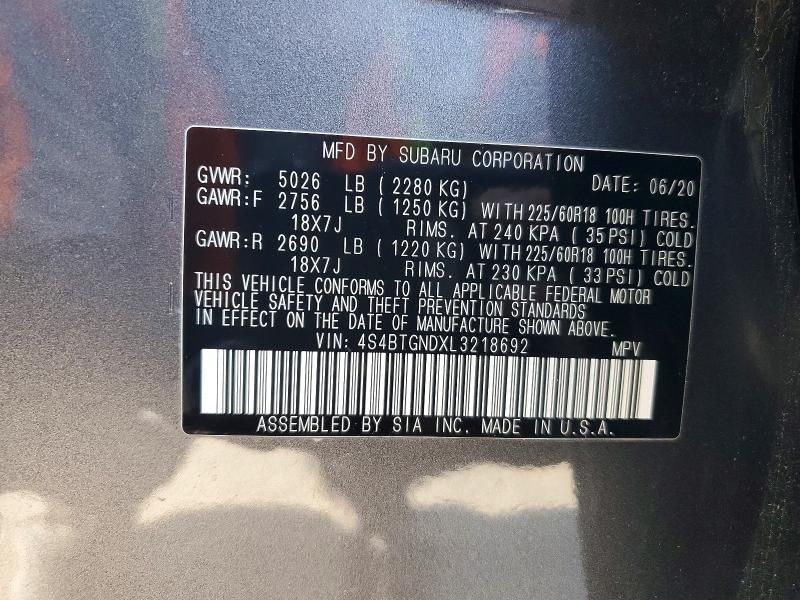 MFD BY SUBARU CORPORATION
GVWR: 5026 LB ( 2280 KG) DATE: 06/20
GAWR:F 2756 LB ( 1250 KG) WITH 225/60R18 100H TIRES.
18X7J RIMS. AT 240 KPA ( 35 PSI) COLD
GAWR:R 2690 LB ( 1220 KG) WITH 225/60R18 100H TIRES.
18X7J RIMS. AT 230 KPA ( 33 PSI) COLD
THIS VEHICLE CONFORMS TO ALL APPLICABLE FEDERAL MOTOR
VEHICLE SAFETY AND THEFT PREVENTION STANDARDS
IN EFFECT ON THE DATE OF MANUFACTURE SHOWN ABOVE.
VIN: 4S4BTGNDXL3218692 MPV
ASSEMBLED BY SIA INC. MADE IN U.S.A.